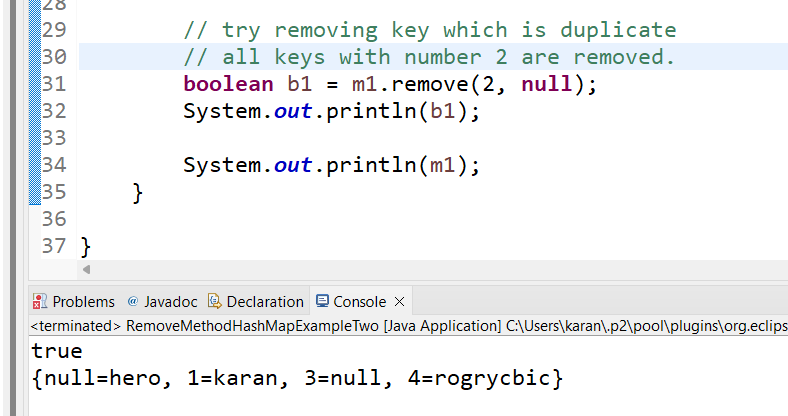 28
29 // try removing key which is duplicate
30 // all keys with number 2 are removed.
31 boolean b1 = m1.remove(2, null);
32 System.out.println(b1);
33
34 System.out.println(m1);
35 }
36
37 }
Problems @ Javadoc Declaration Console
<terminated> RemoveMethodHashMapExampleTwo [Java Application] C:\Users\karan\.p2\pool\plugins\org.eclips
true
{null=hero, 1=karan, 3=null, 4=rogrycbic}